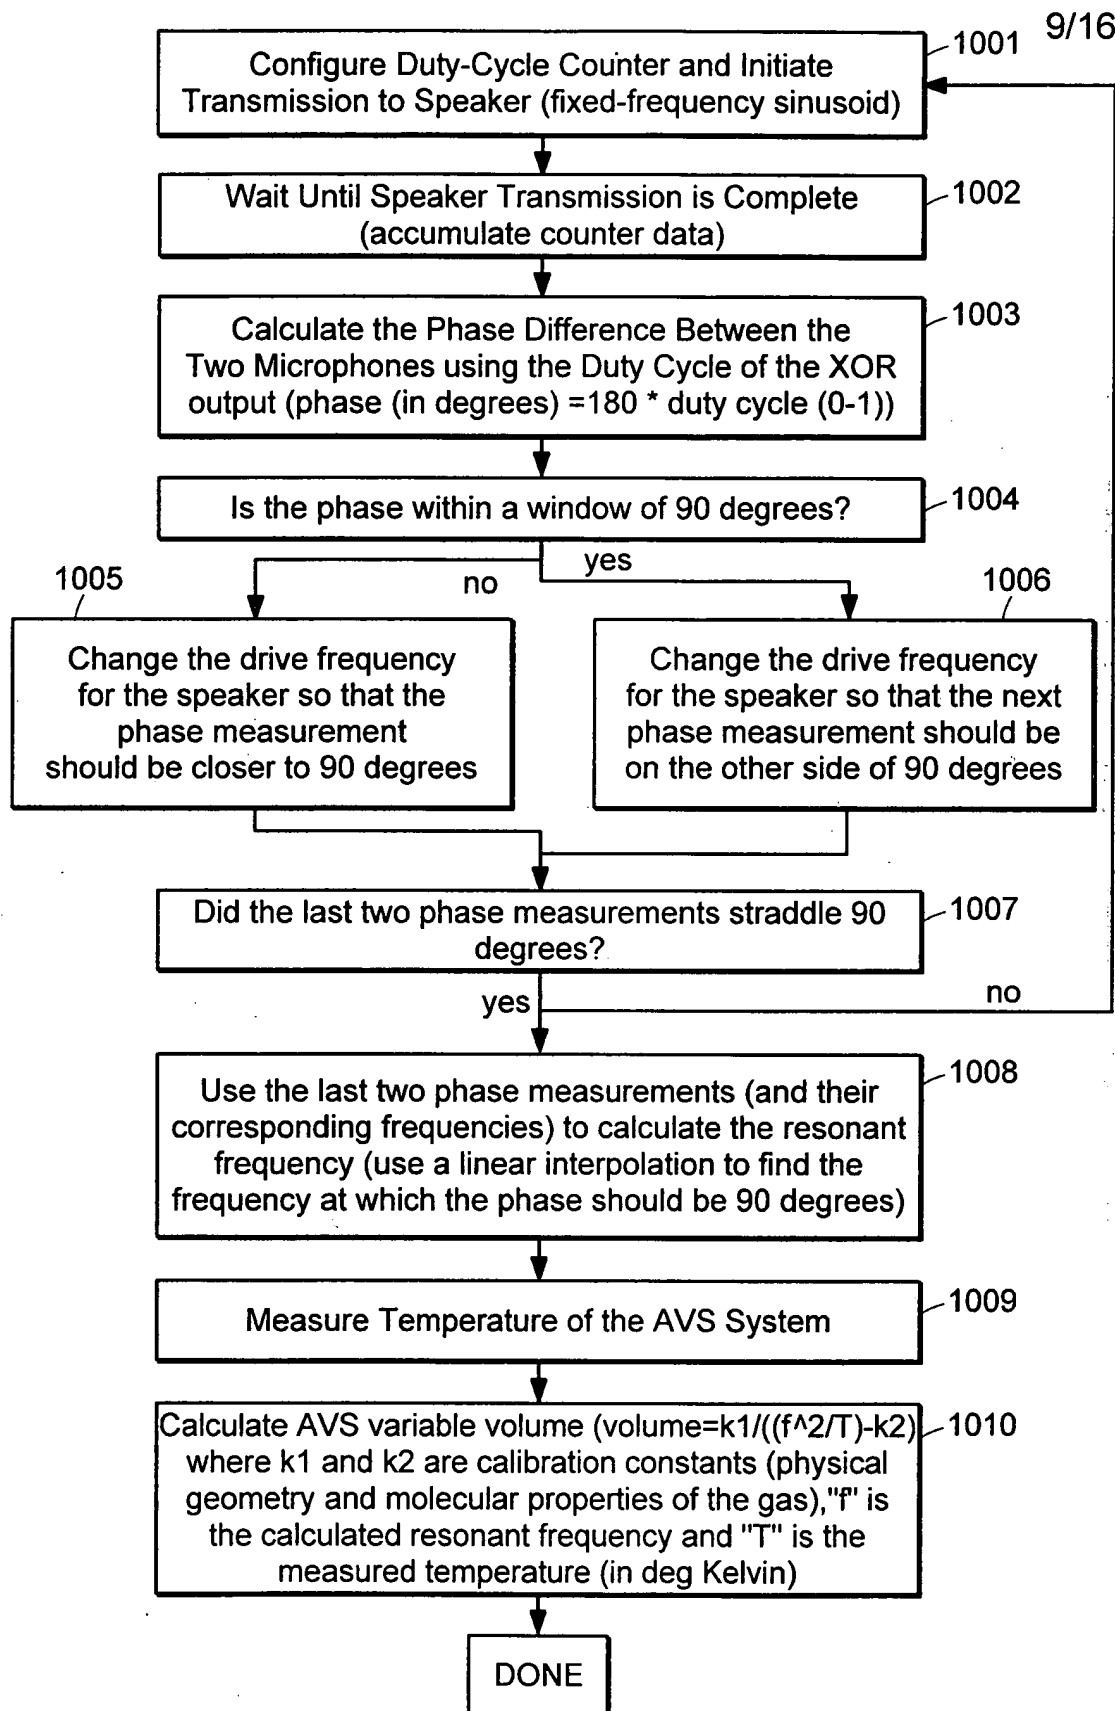 9/16
1001
Configure Duty-Cycle Counter and Initiate
Transmission to Speaker (fixed-frequency sinusoid)
1002
Wait Until Speaker Transmission is Complete
(accumulate counter data)
1003
Calculate the Phase Difference Between the
Two Microphones using the Duty Cycle of the XOR
output (phase (in degrees) =180 * duty cycle (0-1))
1004
Is the phase within a window of 90 degrees?
no
yes
1005
Change the drive frequency
for the speaker so that the
phase measurement
should be closer to 90 degrees
1006
Change the drive frequency
for the speaker so that the next
phase measurement should be
on the other side of 90 degrees
1007
Did the last two phase measurements straddle 90
degrees?
yes
no
1008
Use the last two phase measurements (and their
corresponding frequencies) to calculate the resonant
frequency (use a linear interpolation to find the
frequency at which the phase should be 90 degrees)
1009
Measure Temperature of the AVS System
1010
Calculate AVS variable volume (volume=k1/((f^2/T)-k2)
where k1 and k2 are calibration constants (physical
geometry and molecular properties of the gas),"f" is
the calculated resonant frequency and "T" is the
measured temperature (in deg Kelvin)
DONE